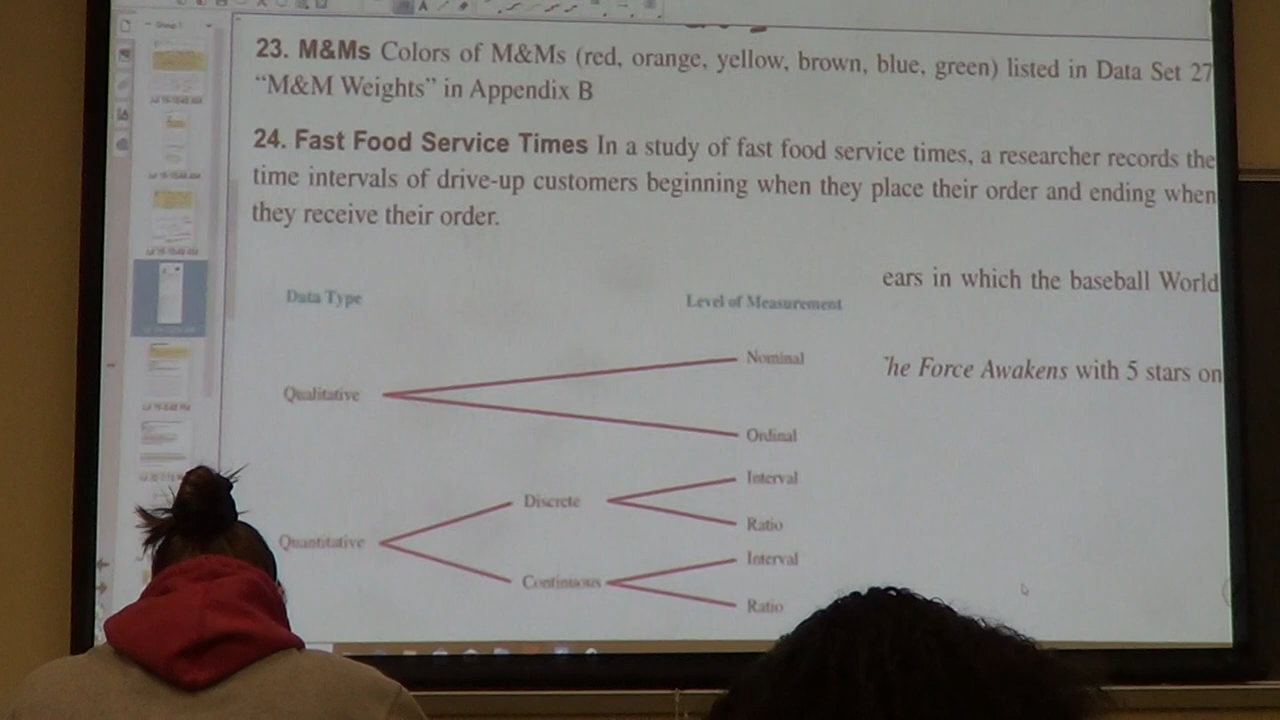 Group 1
23. M&Ms Colors of M&Ms (red, orange, yellow, brown, blue, green) listed in Data Set 27
“M&M Weights” in Appendix B
24. Fast Food Service Times In a study of fast food service times, a researcher records the
time intervals of drive-up customers beginning when they place their order and ending when
they receive their order.
ears in which the baseball World
he Force Awakens with 5 stars on
Data Type
Level of Measurement
Qualitative
Nominal
Ordinal
Quantitative
Discrete
Interval
Ratio
Continuous
Interval
Ratio